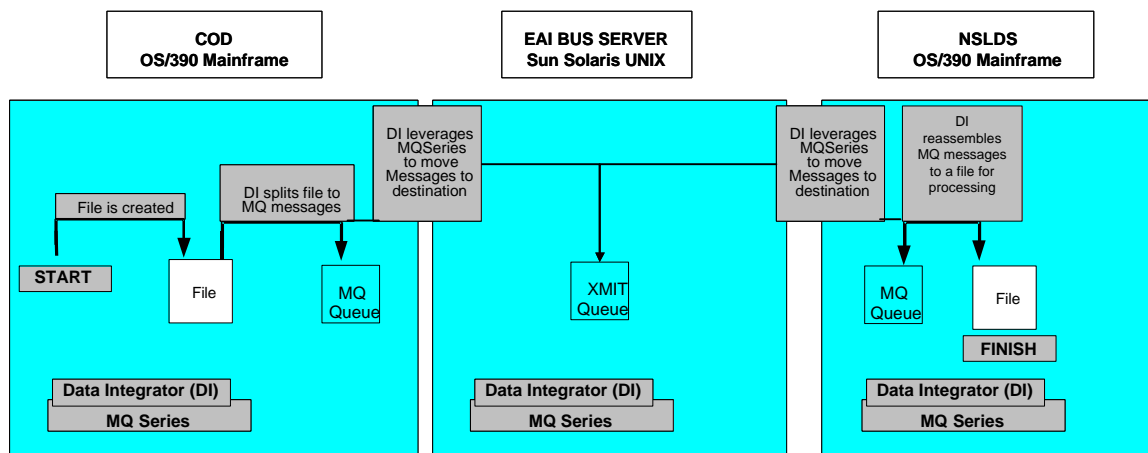 COD
OS/390 Mainframe
EAI BUS SERVER
Sun Solaris UNIX
NSLDS
OS/390 Mainframe
File is created
DI splits file to
MQ messages
DI leverages
MQSeries
to move
Messages to
destination
START
File
MQ
Queue
Data Integrator (DI)
MQ Series
XMIT
Queue
Data Integrator (DI)
MQ Series
DI leverages
MQSeries
to move
Messages to
destination
DI
reassembles
MQ messages
to a file for
processing
MQ
Queue
File
FINISH
Data Integrator (DI)
MQ Series